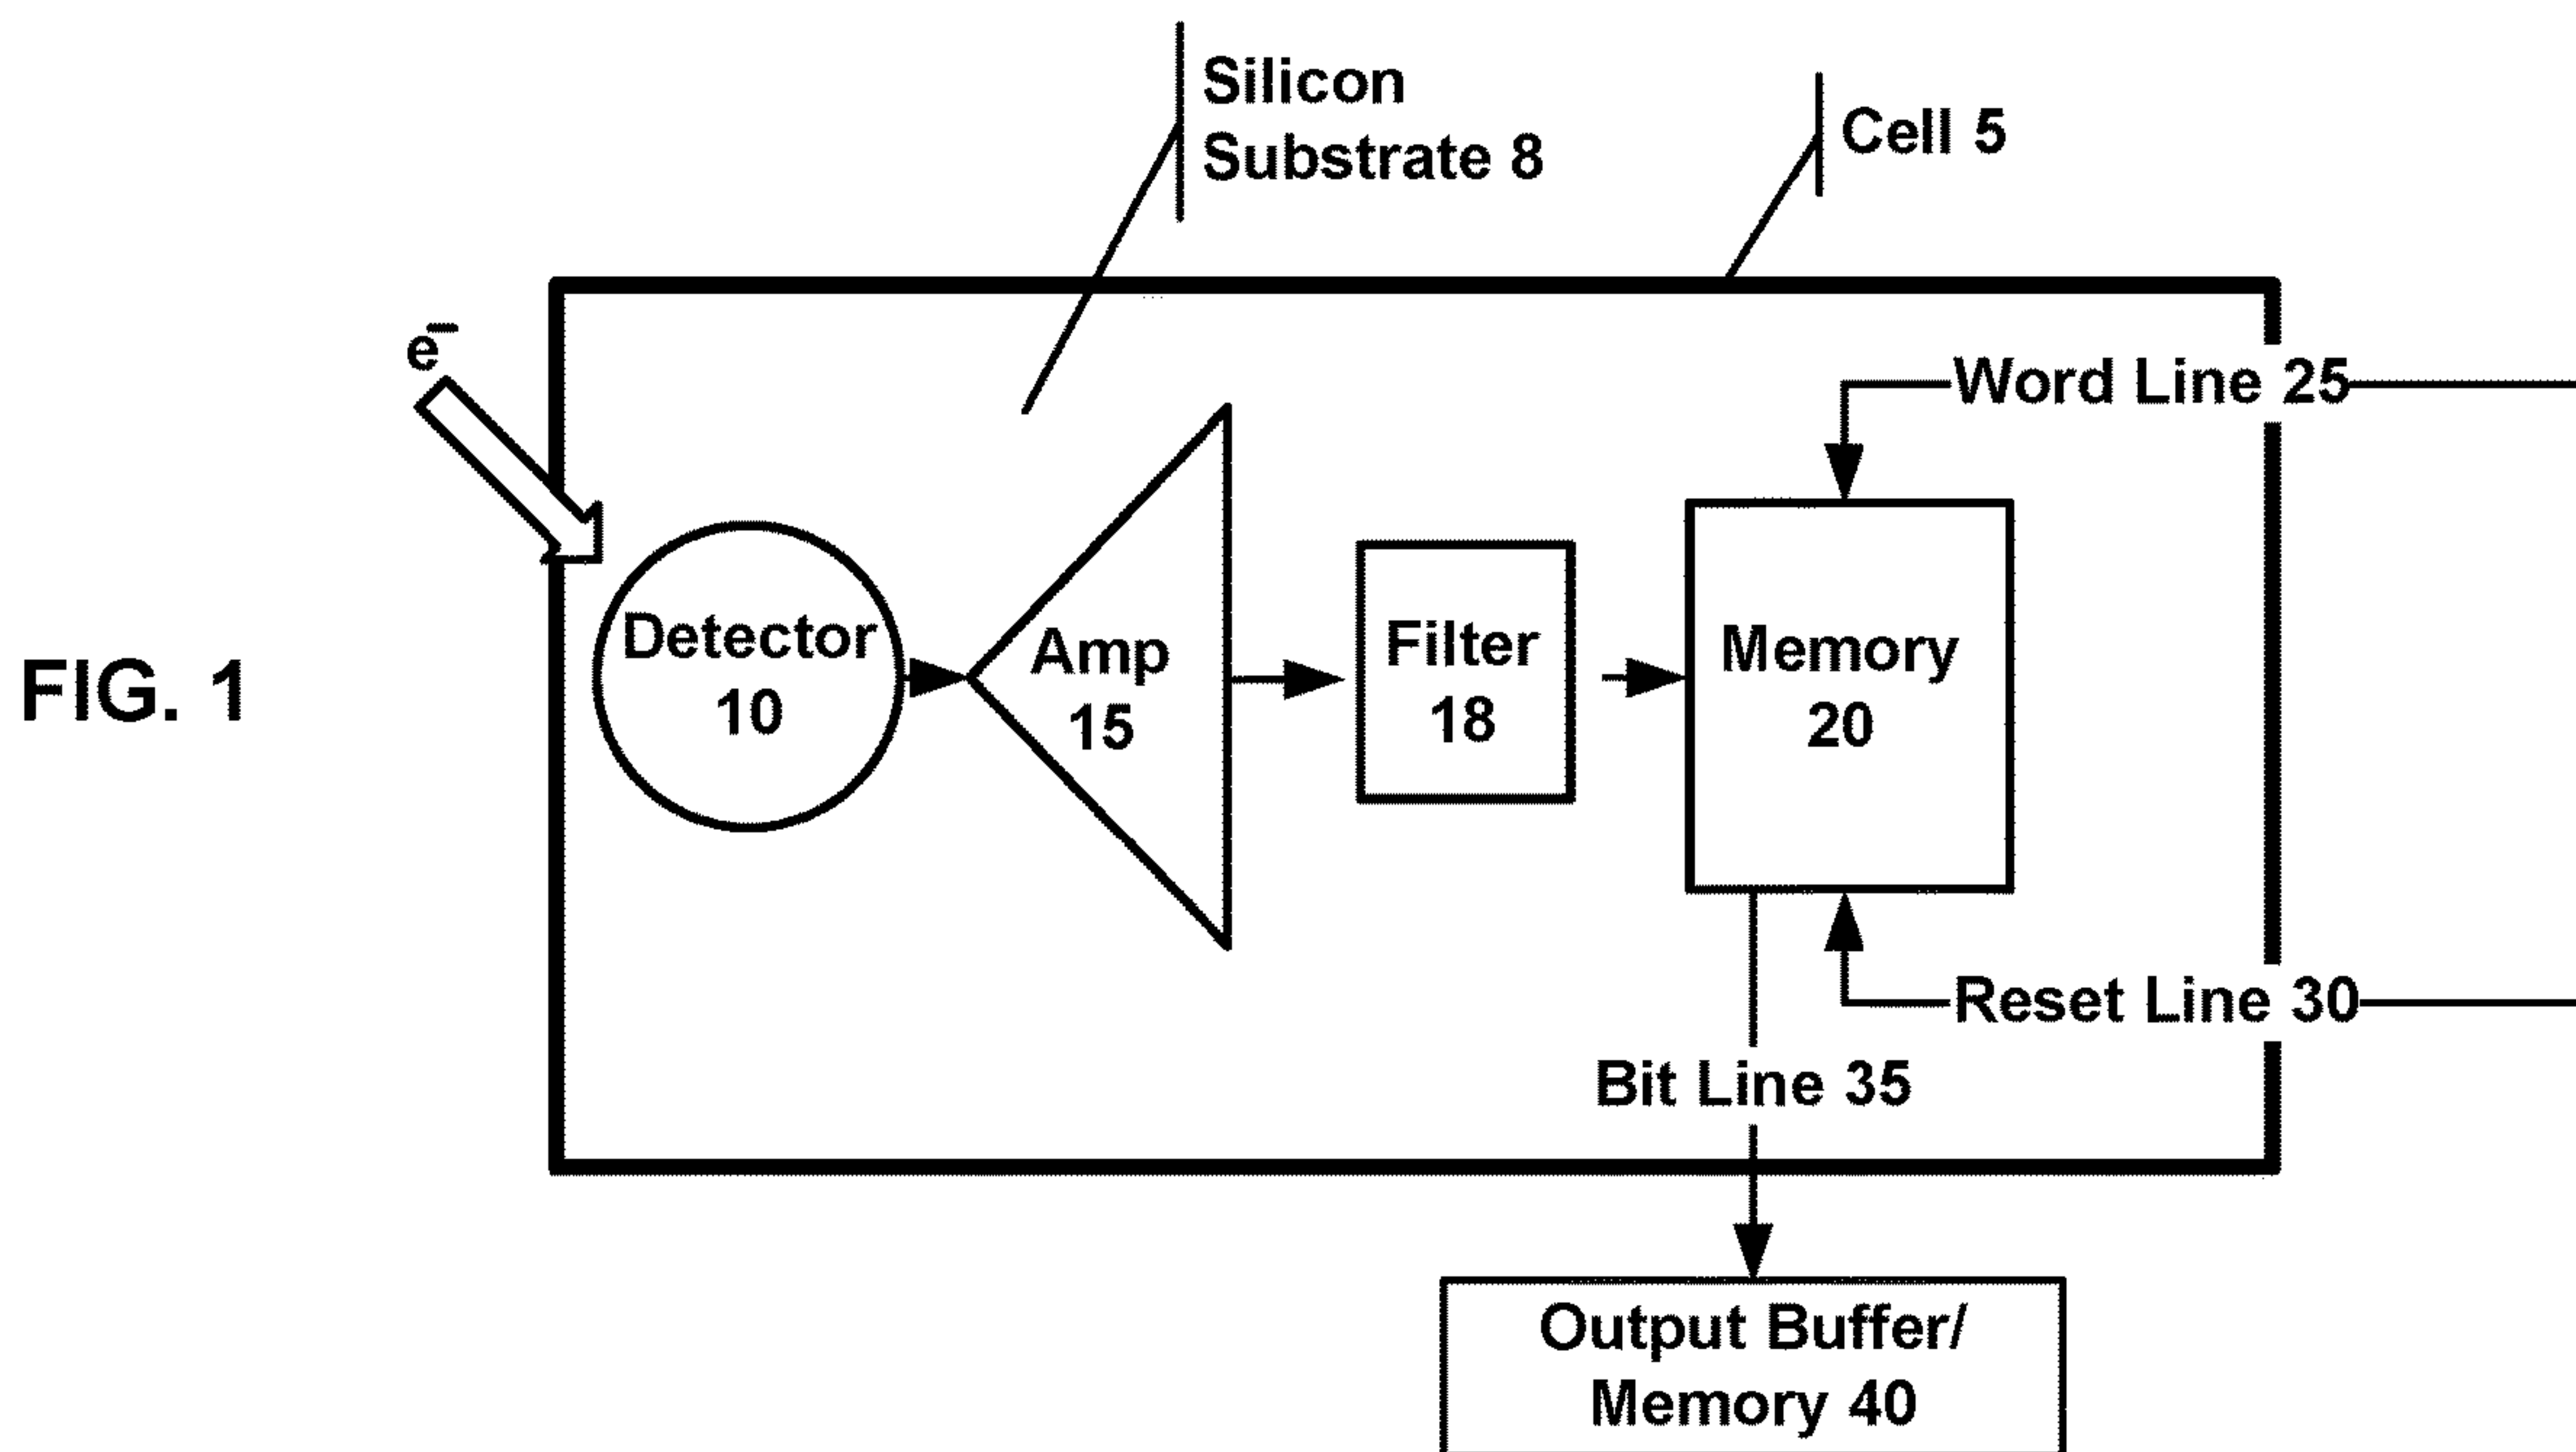 Silicon
Substrate 8
Cell 5
e⁻
Word Line 25
Detector
10
Amp
15
Filter
18
Memory
20
FIG. 1
Reset Line 30
Bit Line 35
Output Buffer/
Memory 40